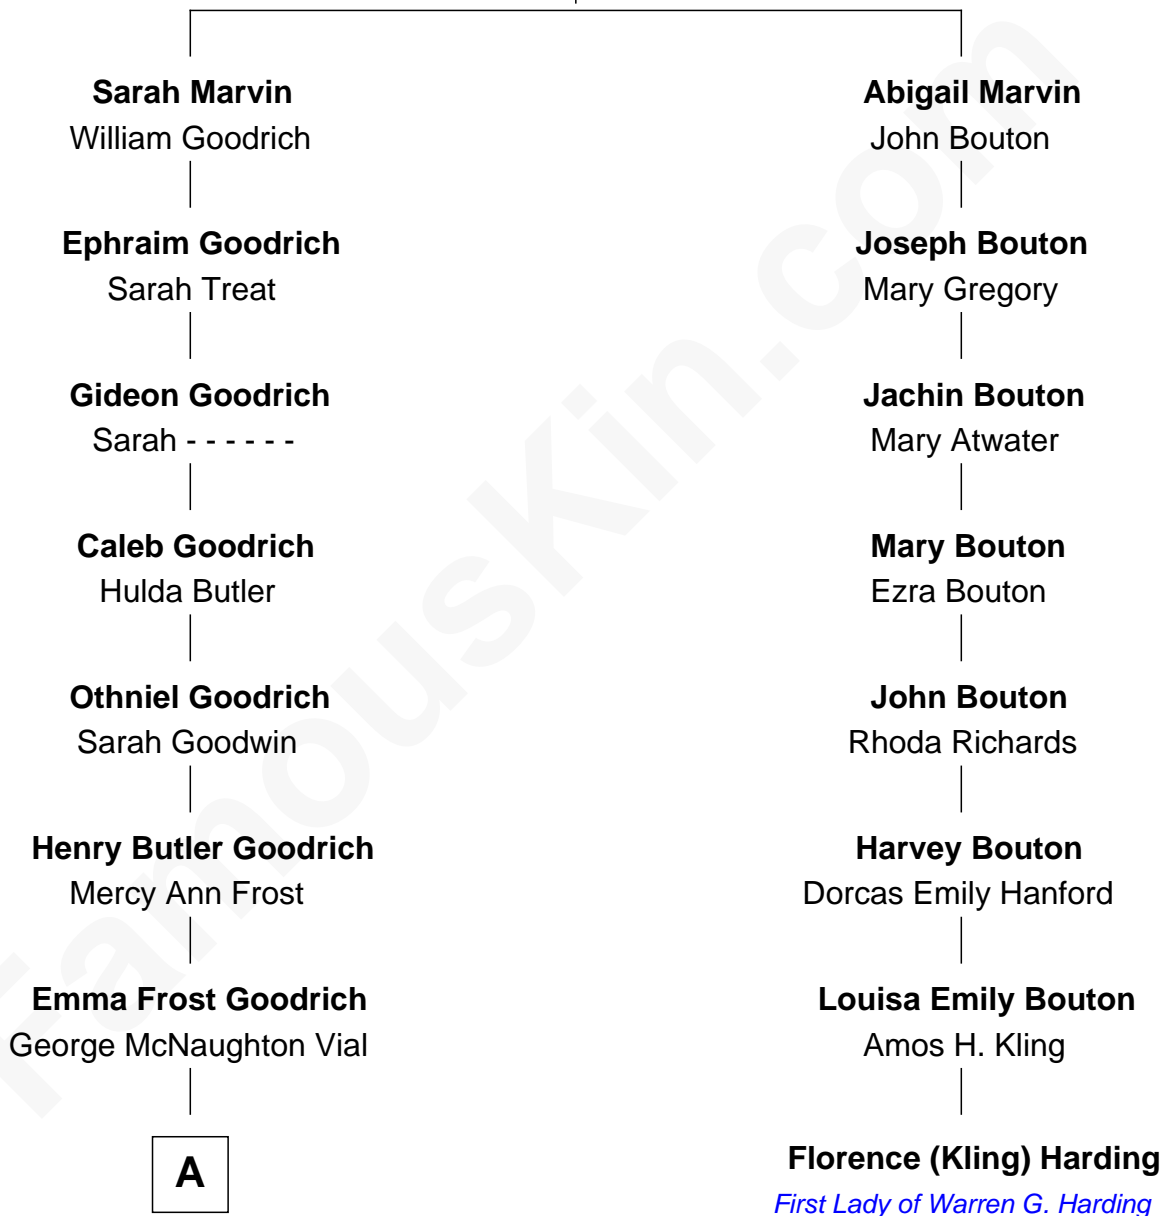 Sarah Marvin
William Goodrich
Ephraim Goodrich
Sarah Treat
Gideon Goodrich
Sarah - - - - - -
Caleb Goodrich
Hulda Butler
Othniel Goodrich
Sarah Goodwin
Henry Butler Goodrich
Mercy Ann Frost
Emma Frost Goodrich
George McNaughton Vial
A
Abigail Marvin
John Bouton
Joseph Bouton
Mary Gregory
Jachin Bouton
Mary Atwater
Mary Bouton
Ezra Bouton
John Bouton
Rhoda Richards
Harvey Bouton
Dorcas Emily Hanford
Louisa Emily Bouton
Amos H. Kling
Florence (Kling) Harding
First Lady of Warren G. Harding
FamousKin.com